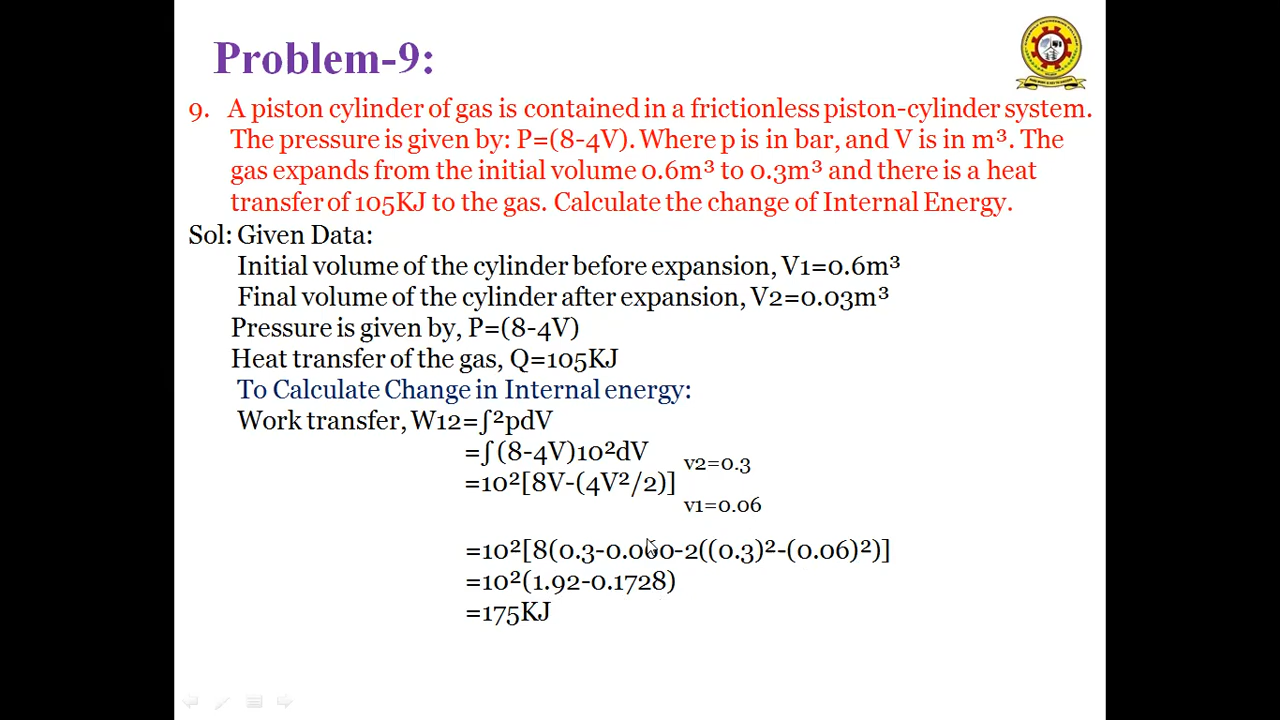 Problem-9:
9. A piston cylinder of gas is contained in a frictionless piston-cylinder system.
The pressure is given by: P=(8-4V). Where p is in bar, and V is in m³. The
gas expands from the initial volume 0.6m³ to 0.3m³ and there is a heat
transfer of 105KJ to the gas. Calculate the change of Internal Energy.
Sol: Given Data:
Initial volume of the cylinder before expansion, V1=0.6m³
Final volume of the cylinder after expansion, V2=0.03m³
Pressure is given by, P=(8-4V)
Heat transfer of the gas, Q=105KJ
To Calculate Change in Internal energy:
Work transfer, W12=∫²pdV
=∫(8-4V)10²dV
v2=0.3
=10²[8V-(4V²/2)]
v1=0.06
=10²[8(0.3-0.060-2((0.3)²-(0.06)²)]
=10²(1.92-0.1728)
=175KJ